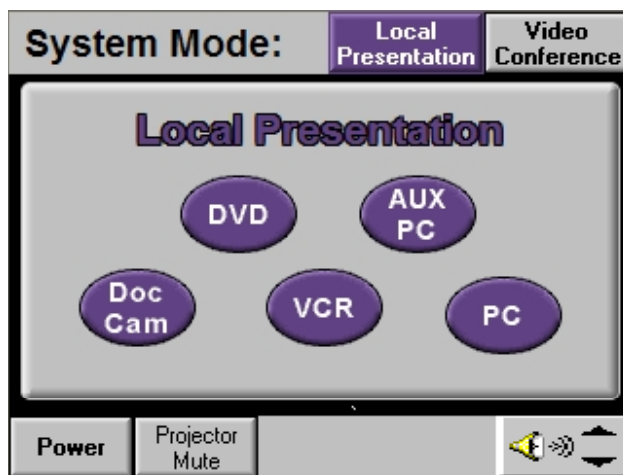 System Mode:
Local
Presentation
Video
Conference
Local Presentation
DVD
AUX
PC
Doc
Cam
VCR
PC
Power
Projector
Mute